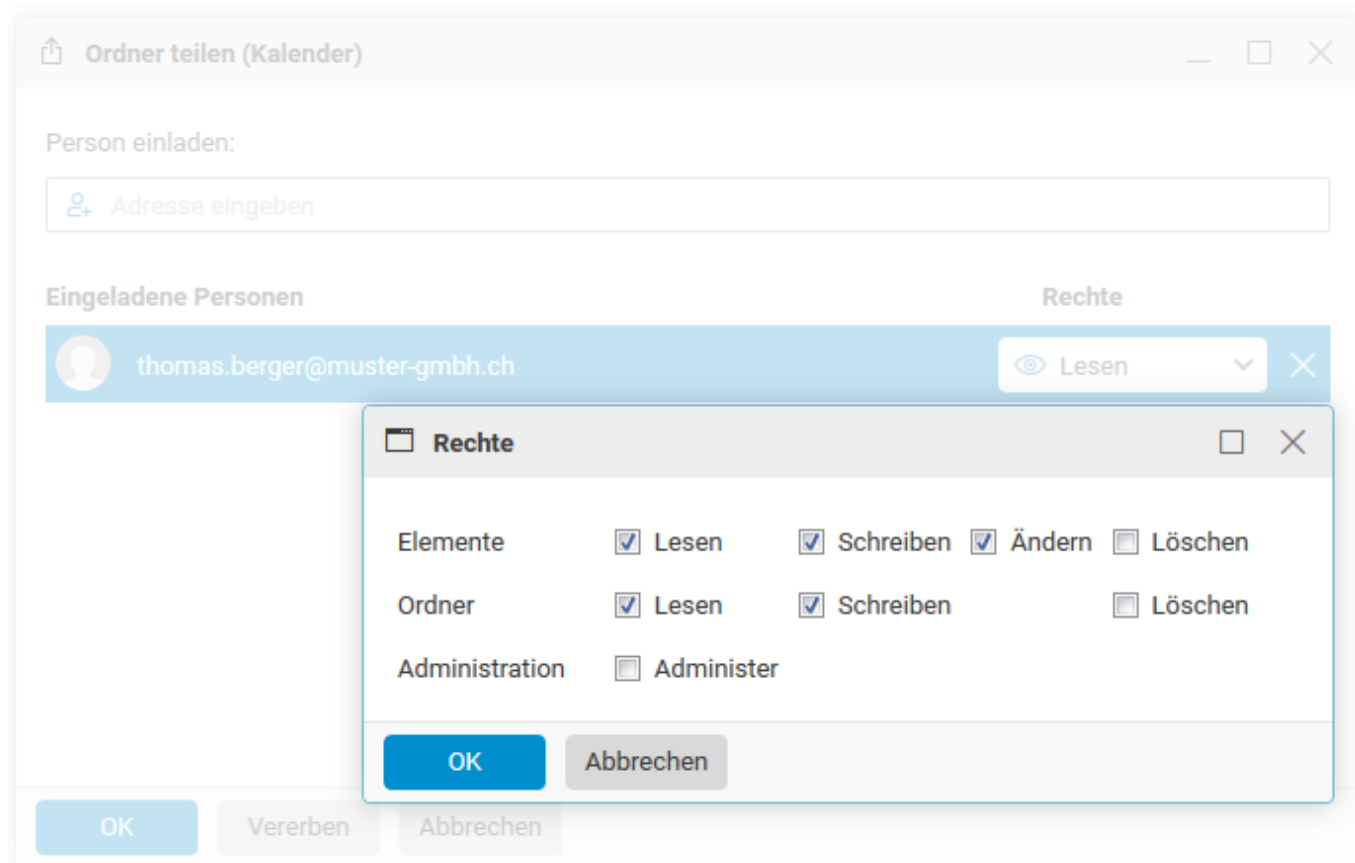 Ordner teilen (Kalender)
Person einladen:
Adresse eingeben
Eingeladene Personen Rechte
thomas.berger@muster-gmbh.ch Lesen
Rechte
Elemente Lesen Schreiben Ändern Löschen
Ordner Lesen Schreiben Löschen
Administration Administer
OK Abbrechen
OK Vererben Abbrechen